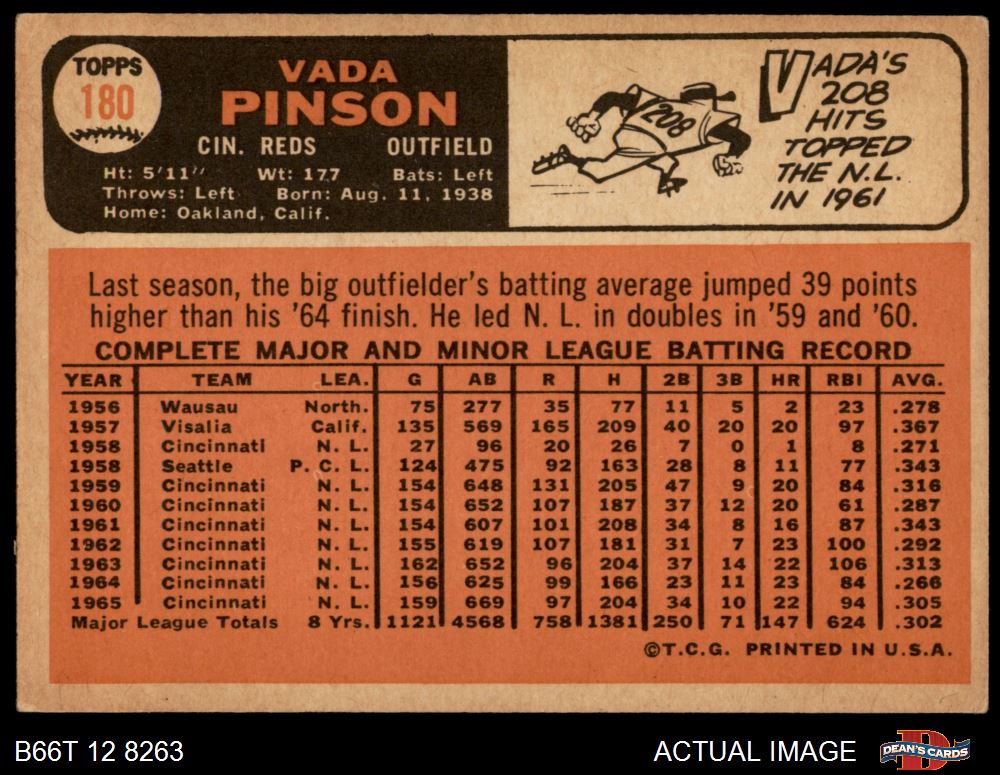 TOPPS
180
VADA
PINSON
CIN. REDS OUTFIELD
Ht: 5'11" Wt: 177 Bats: Left
Throws: Left Born: Aug. 11, 1938
Home: Oakland, Calif.
208
VADA'S
208
HITS
TOPPED
THE N.L.
IN 1961
Last season, the big outfielder's batting average jumped 39 points
higher than his '64 finish. He led N. L. in doubles in '59 and '60.
COMPLETE MAJOR AND MINOR LEAGUE BATTING RECORD
YEAR TEAM LEA. G AB R H 2B 3B HR RBI AVG.
1956 Wausau North. 75 277 35 77 11 5 2 23 .278
1957 Visalia Calif. 135 569 165 209 40 20 20 97 .367
1958 Cincinnati N. L. 27 96 20 26 7 0 1 8 .271
1958 Seattle P. C. L. 124 475 92 163 28 8 11 77 .343
1959 Cincinnati N. L. 154 648 131 205 47 9 20 84 .316
1960 Cincinnati N. L. 154 652 107 187 37 12 20 61 .287
1961 Cincinnati N. L. 154 607 101 208 34 8 16 87 .343
1962 Cincinnati N. L. 155 619 107 181 31 7 23 100 .292
1963 Cincinnati N. L. 162 652 96 204 37 14 22 106 .313
1964 Cincinnati N. L. 156 625 99 166 23 11 23 84 .266
1965 Cincinnati N. L. 159 669 97 204 34 10 22 94 .305
Major League Totals 8 Yrs. 1121 4568 758 1381 250 71 147 624 .302
©T.C.G. PRINTED IN U.S.A.
B66T 12 8263
ACTUAL IMAGE
DEAN'S CARDS